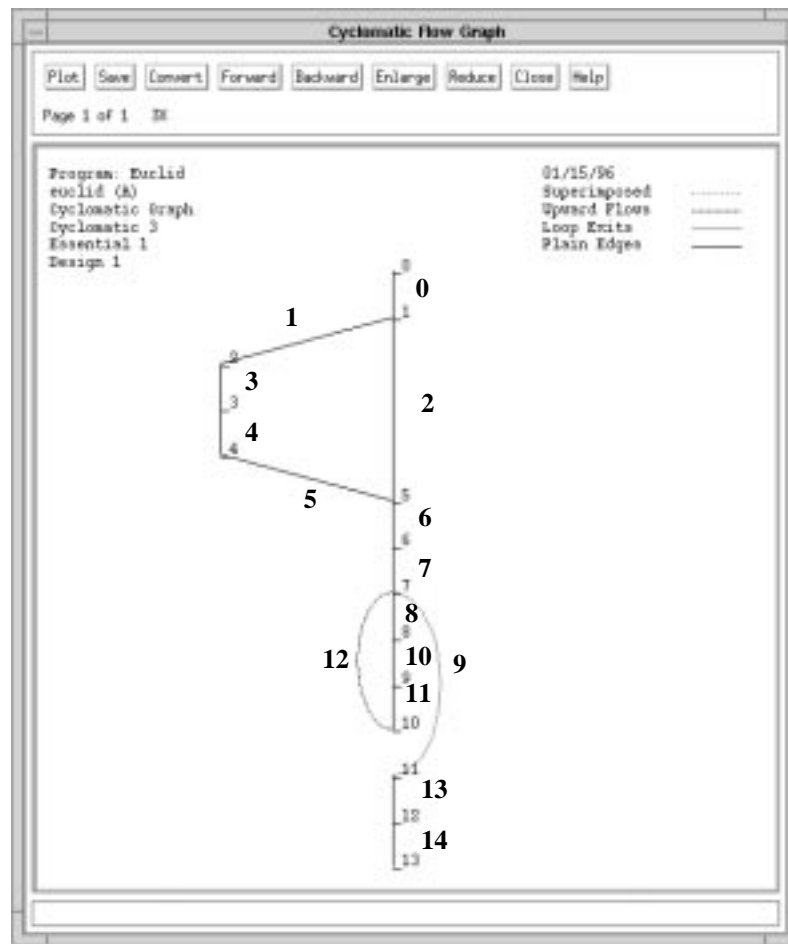 Cyclomatic Flow Graph
Plot Save Convert Forward Backward Enlarge Reduce Close Help
Page 1 of 1
Program: Euclid
euclid (A)
Cyclomatic Graph
Cyclomatic 3
Essential 1
Design 1
01/15/96
Superimposed
Upward Flows
Loop Exits
Plain Edges
0
0
1
1
2
3
3
2
4
4
5
5
6
6
7
7
8
8
12
10
9
9
11
10
11
13
12
14
13